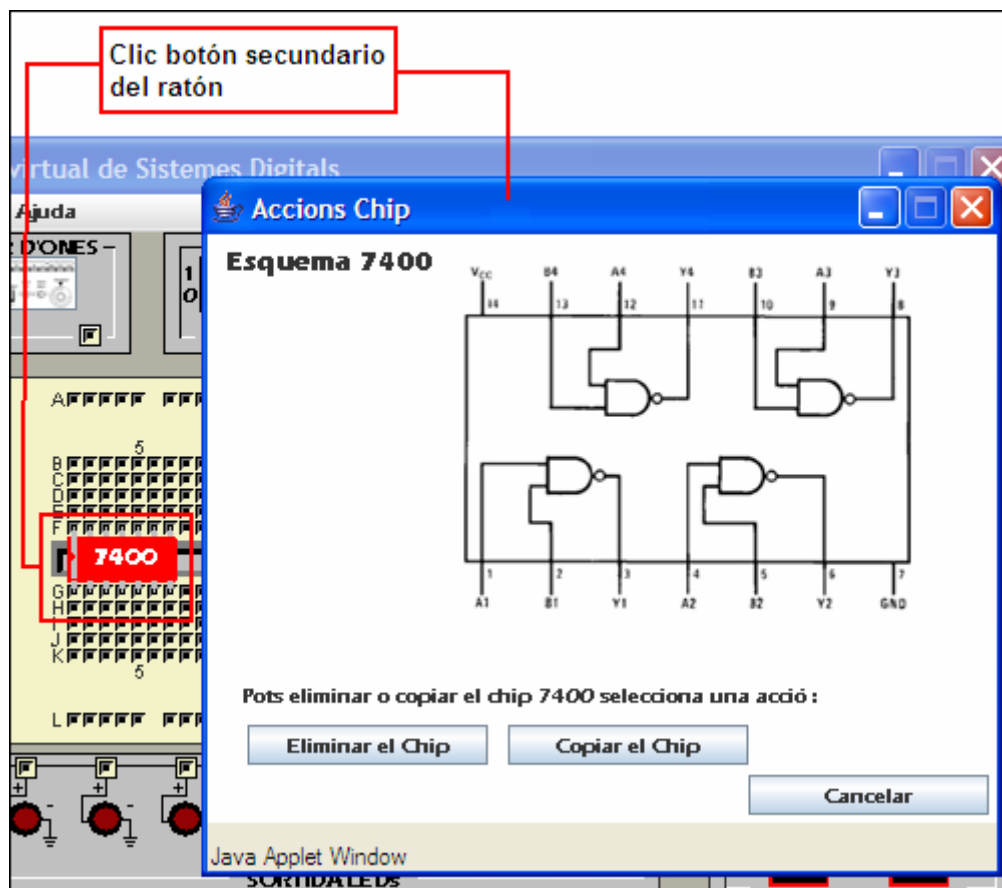 Clic botón secundario
del ratón
virtual de Sistemes Digitals
Ajuda
Accions Chip
R D'ONES
1
0
Esquema 7400
VCC B4 A4 Y4 B3 A3 Y3
14 13 12 11 10 9 8
A
5
B
C
D
E
F
7400
G
H
I
J
K
5
L
1 2 3 4 5 6 7
A1 B1 Y1 A2 B2 Y2 GND
Pots eliminar o copiar el chip 7400 selecciona una acció :
Eliminar el Chip
Copiar el Chip
Cancelar
+ - + - +
Java Applet Window
SORTIDA LEDs